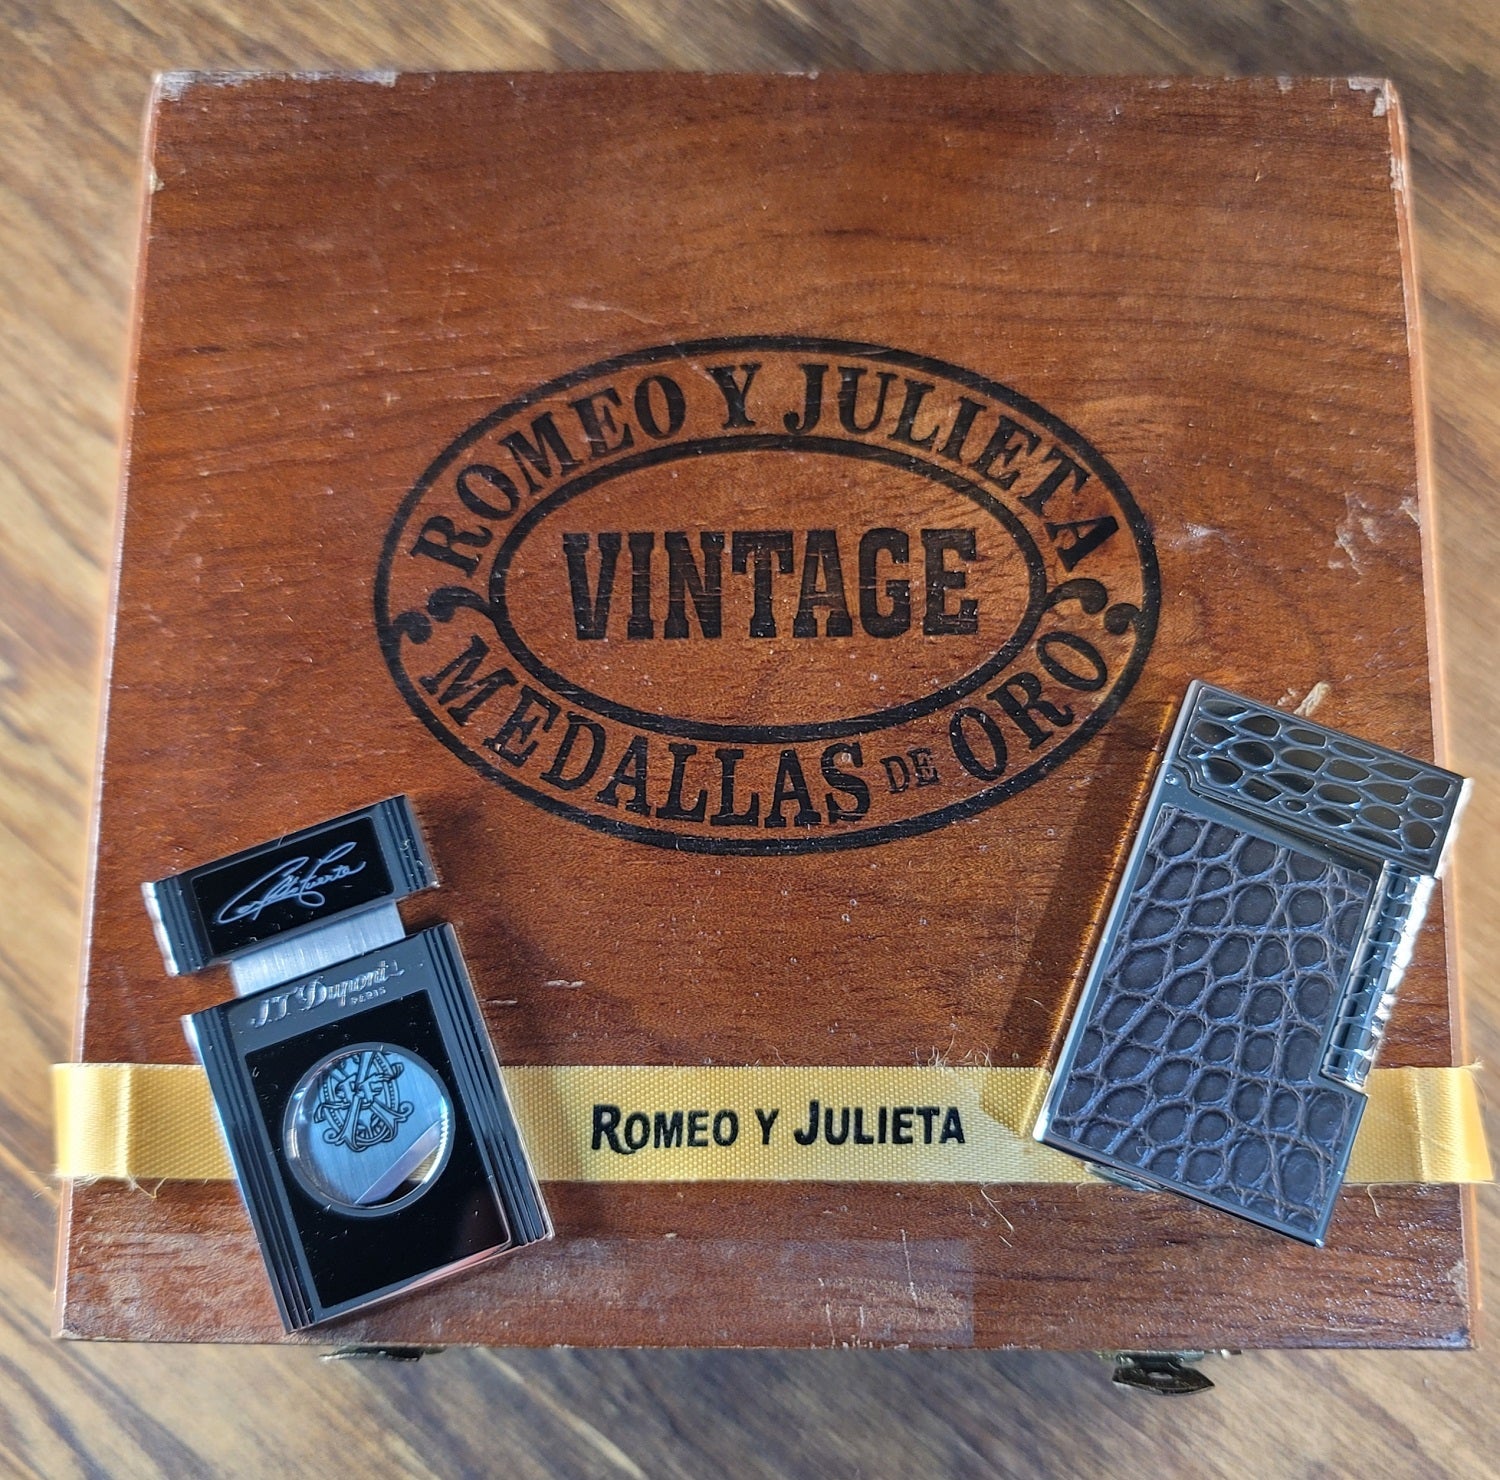 ROMEO Y JULIETA
VINTAGE
MEDALLAS DE ORO
S.T. Dupont
PARIS
ROMEO Y JULIETA